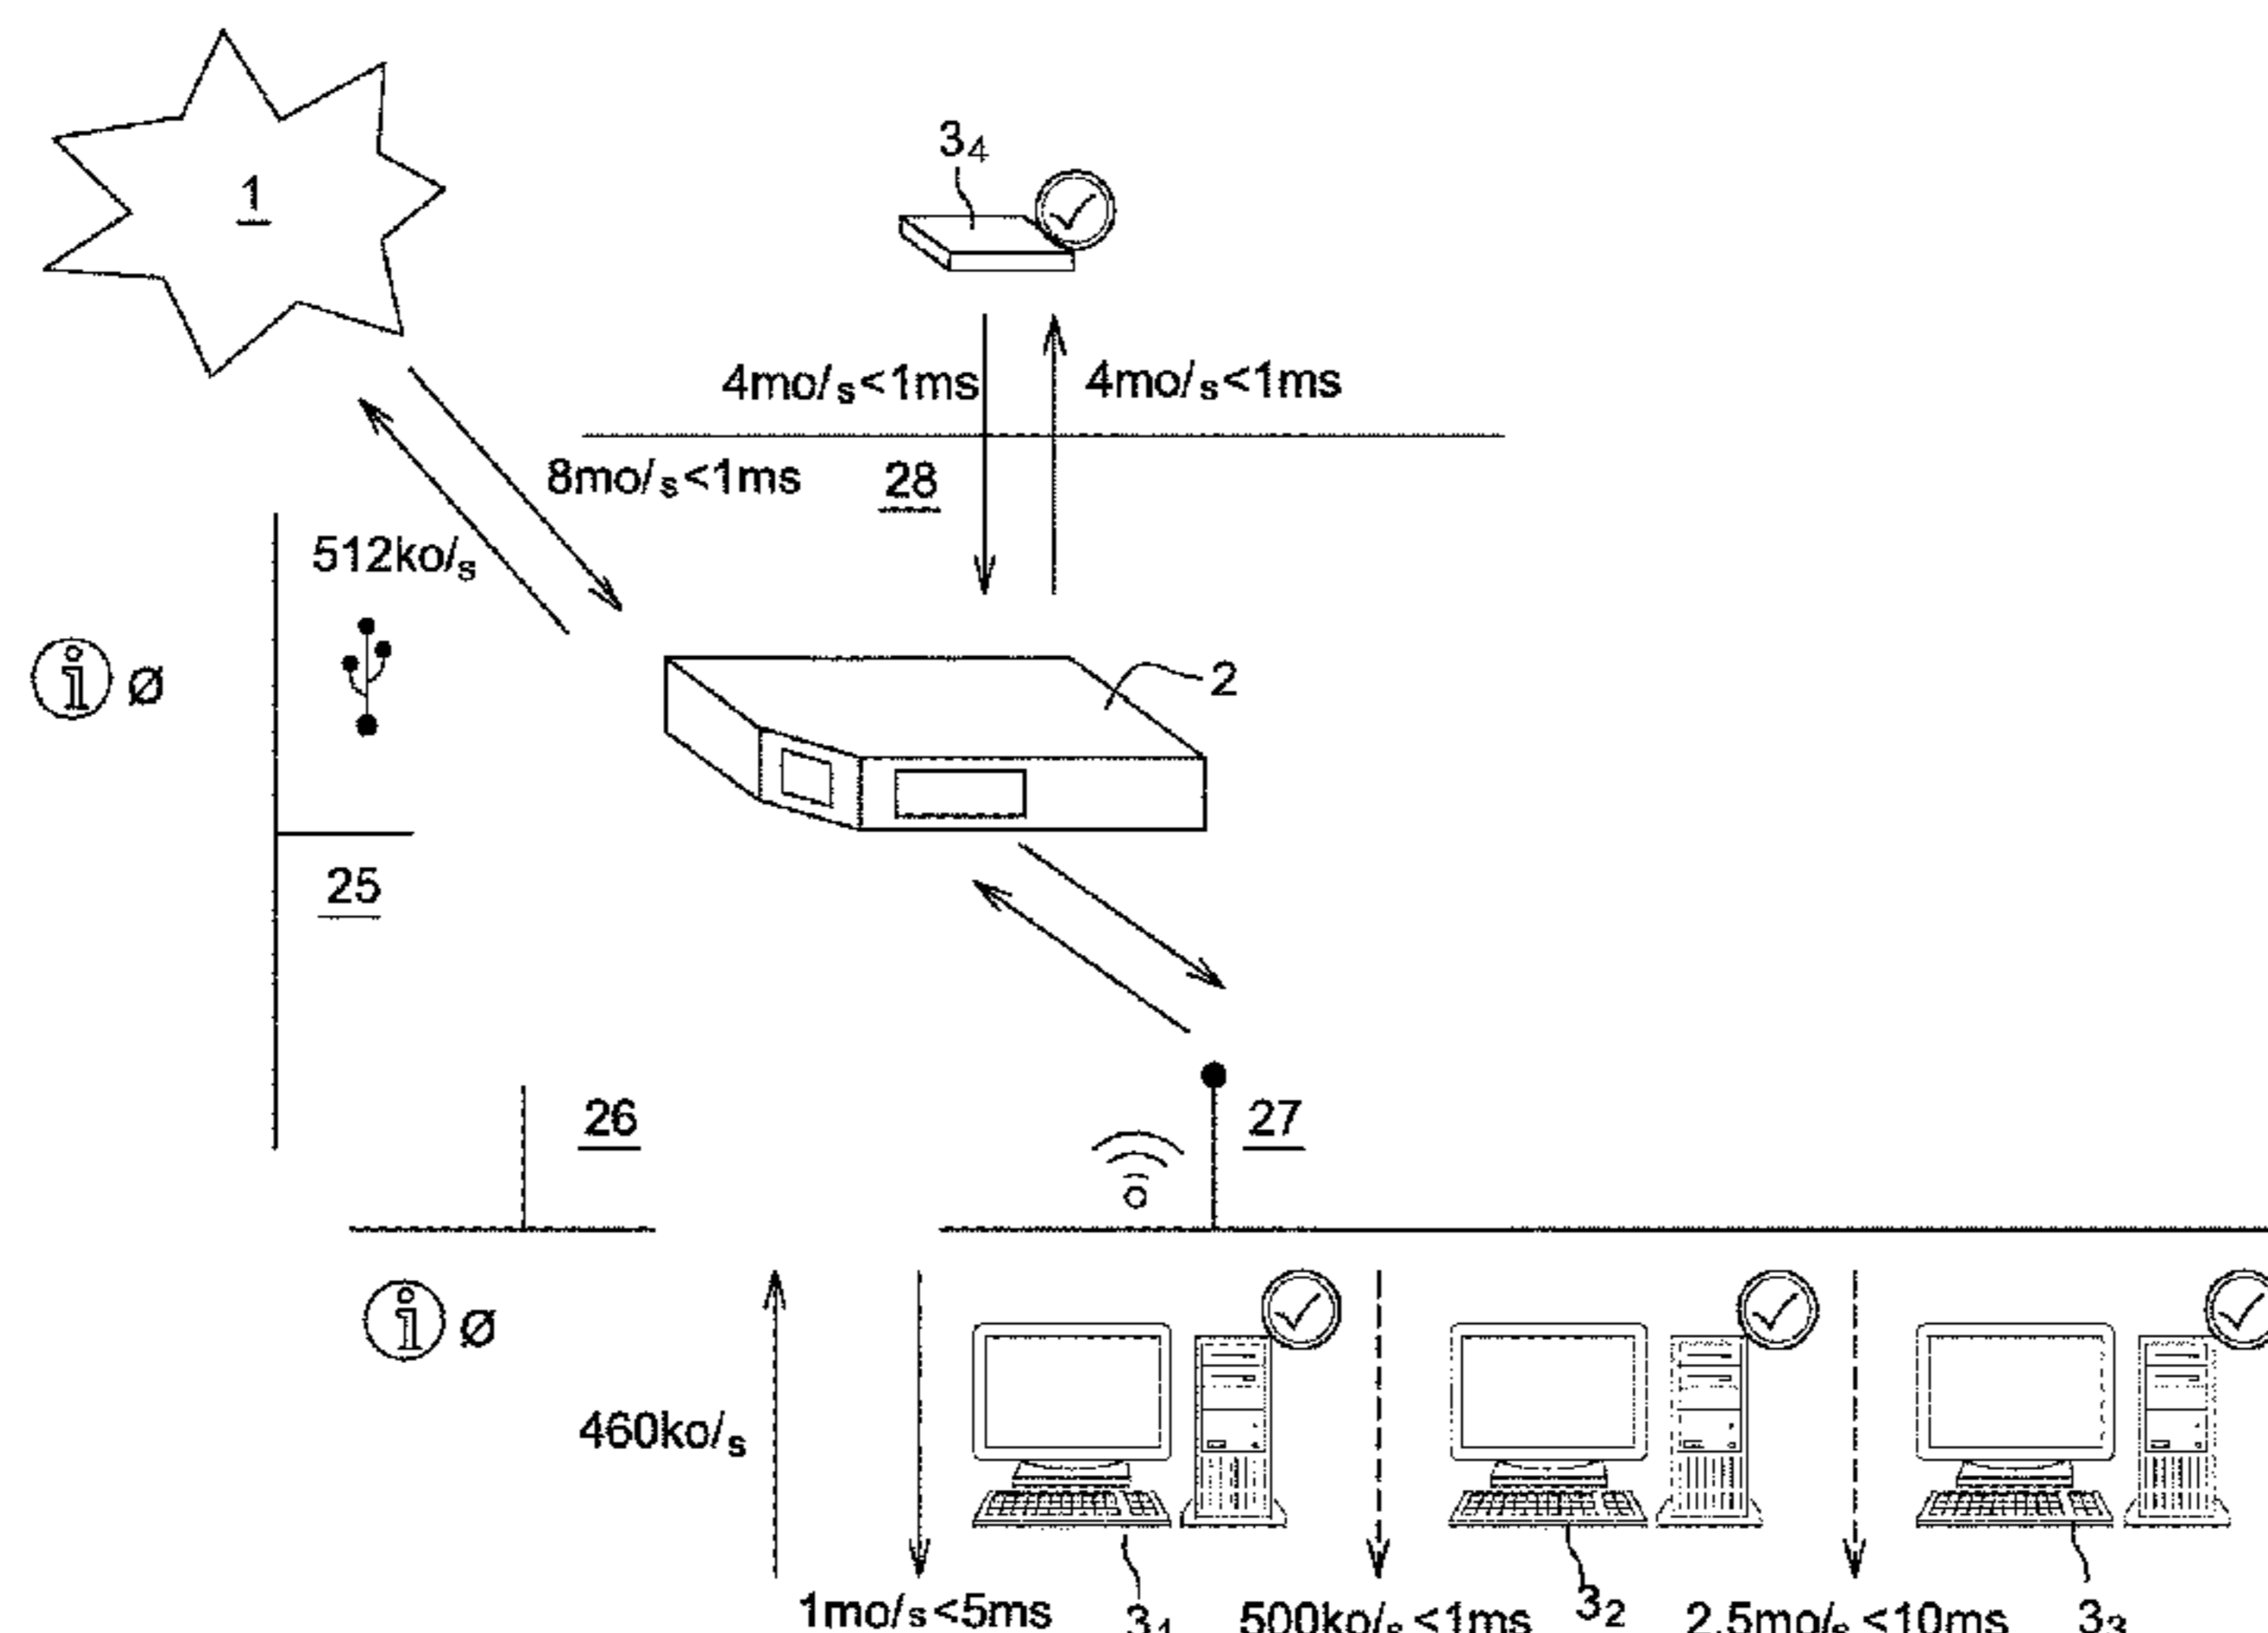 1
3₄
4mo/s<1ms
4mo/s<1ms
8mo/s<1ms
28
512ko/s
i Ø
2
25
26
27
i Ø
460ko/s
1mo/s<5ms
3₁
500ko/s<1ms
3₂
2.5mo/s<10ms
3₃